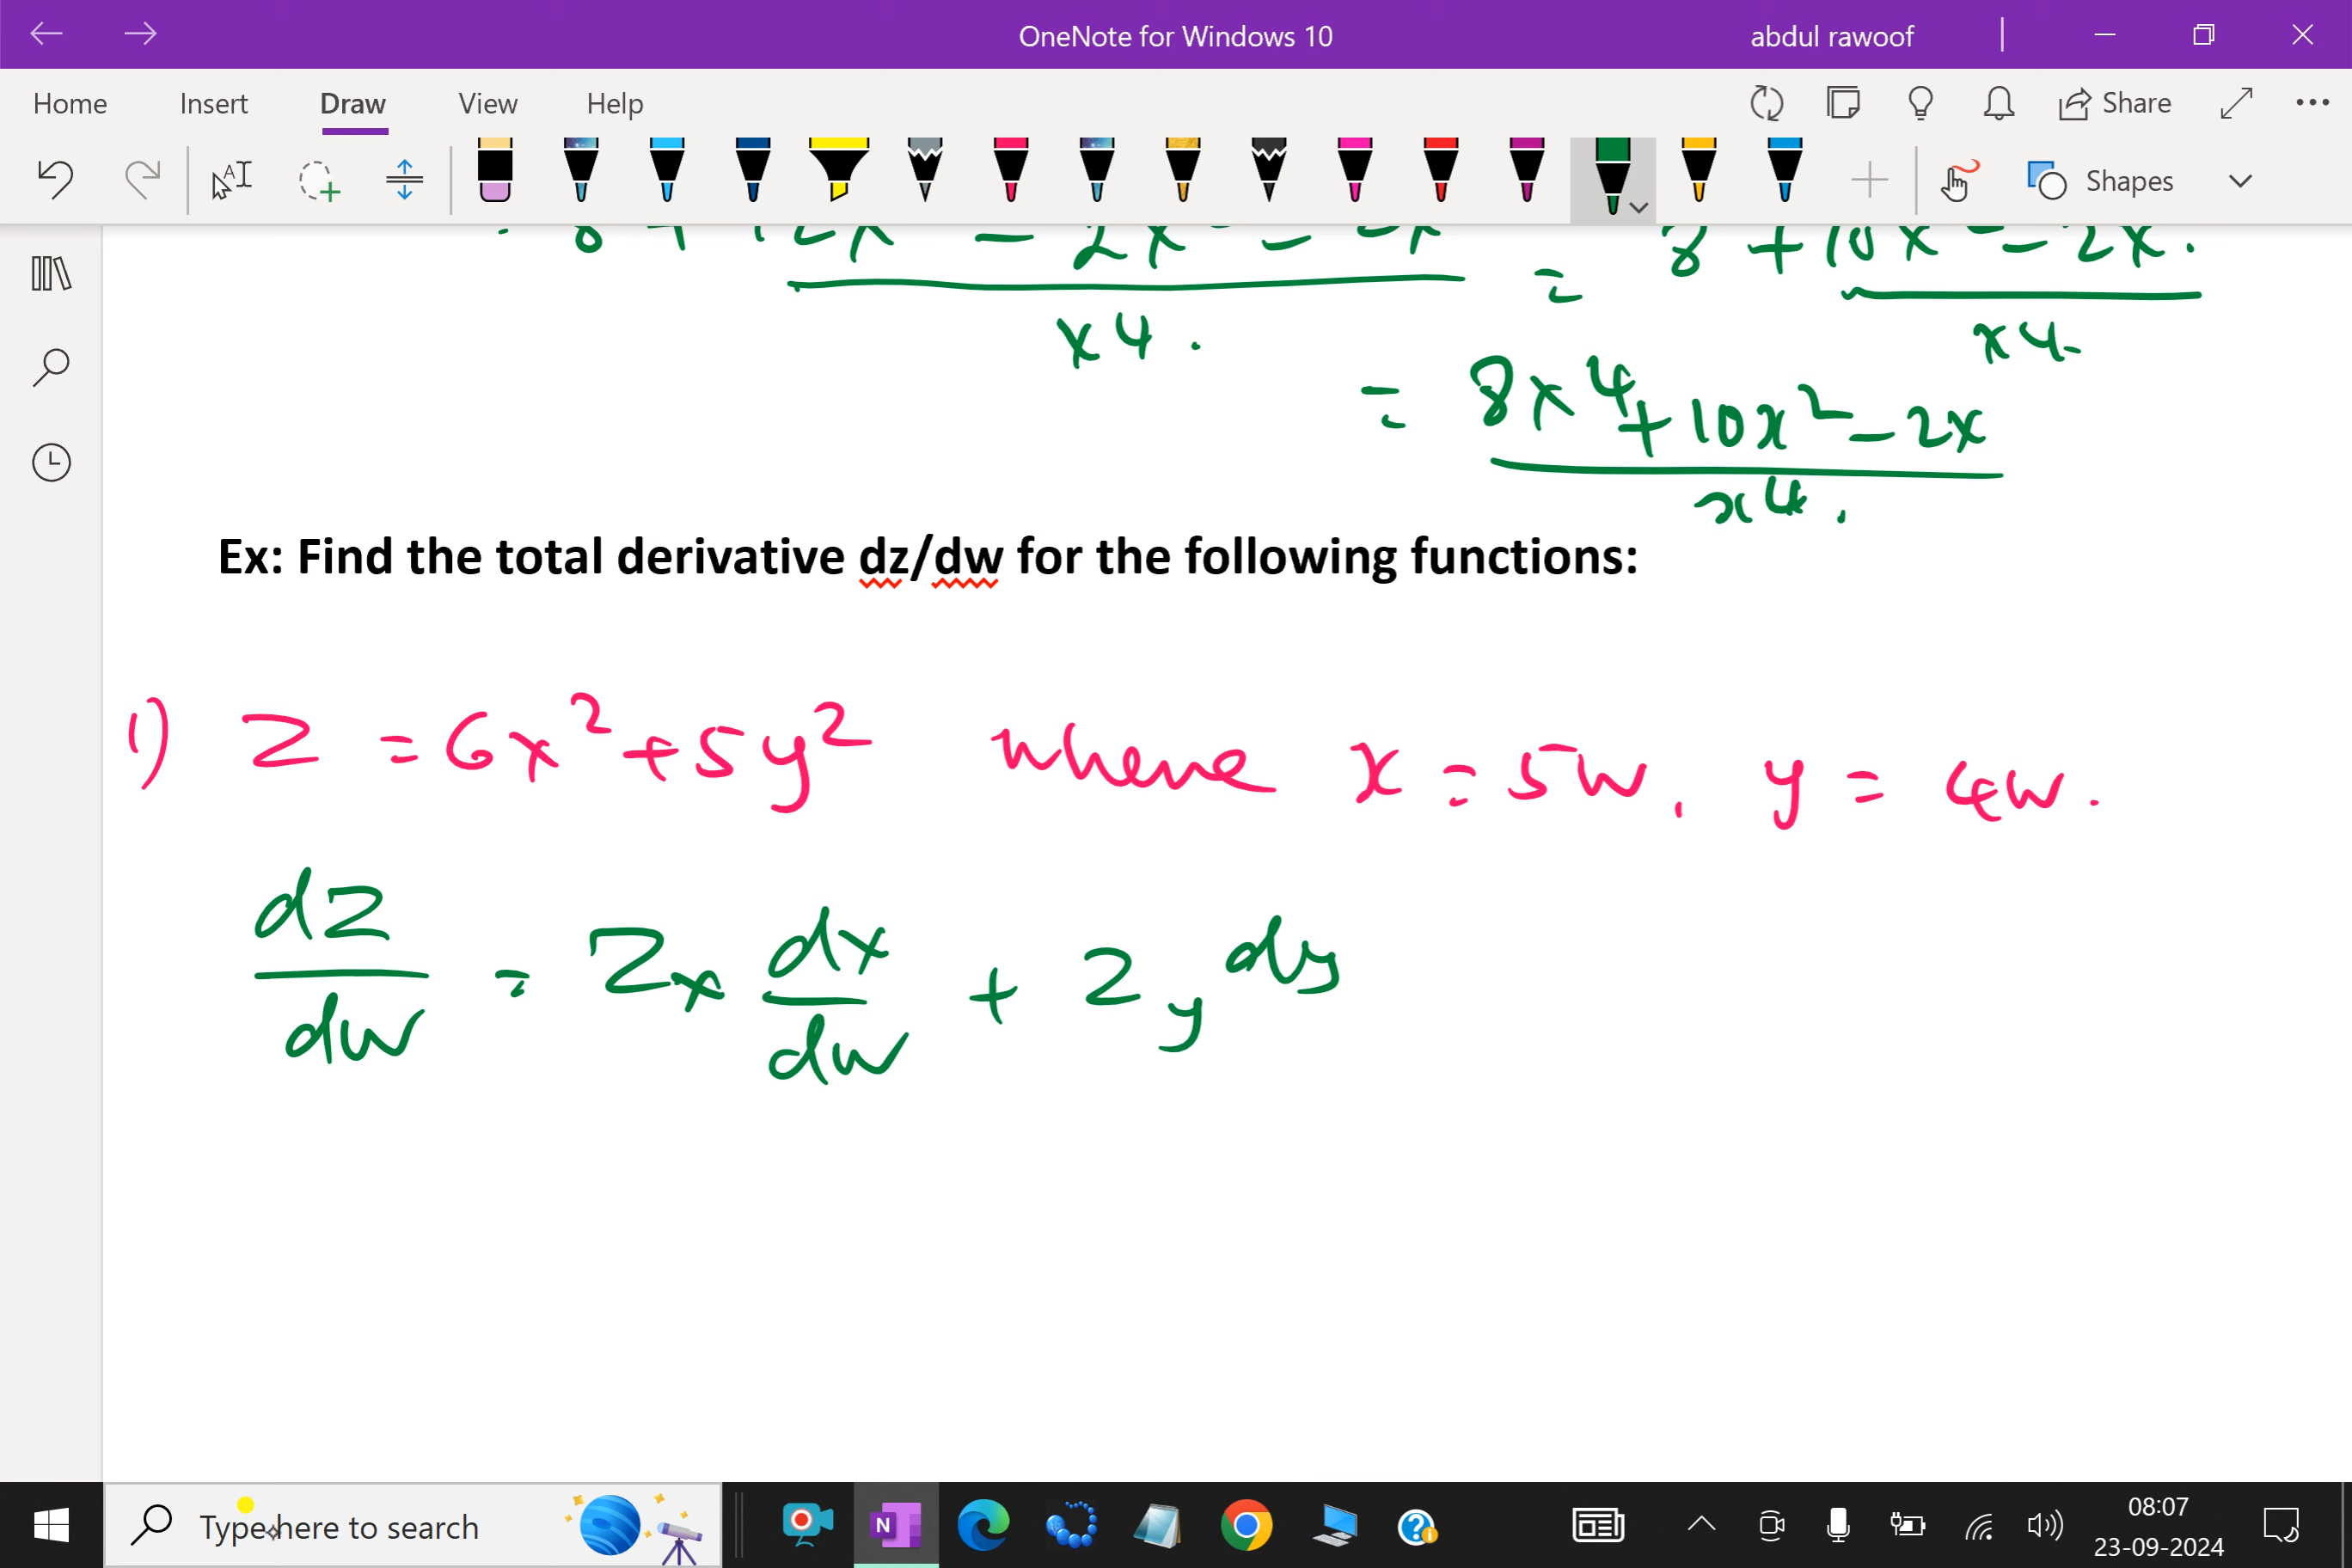 OneNote for Windows 10 abdul rawoof
Home Insert Draw View Help Share
Shapes
= 8x⁴ + 10x² - 2x
x4. x4
x4.
Ex: Find the total derivative dz/dw for the following functions:
1) Z = 6x² + 5y² where x = 5w, y = 4w.
dz/dw = Zx dx/dw + Zy dy
Type here to search
08:07
23-09-2024